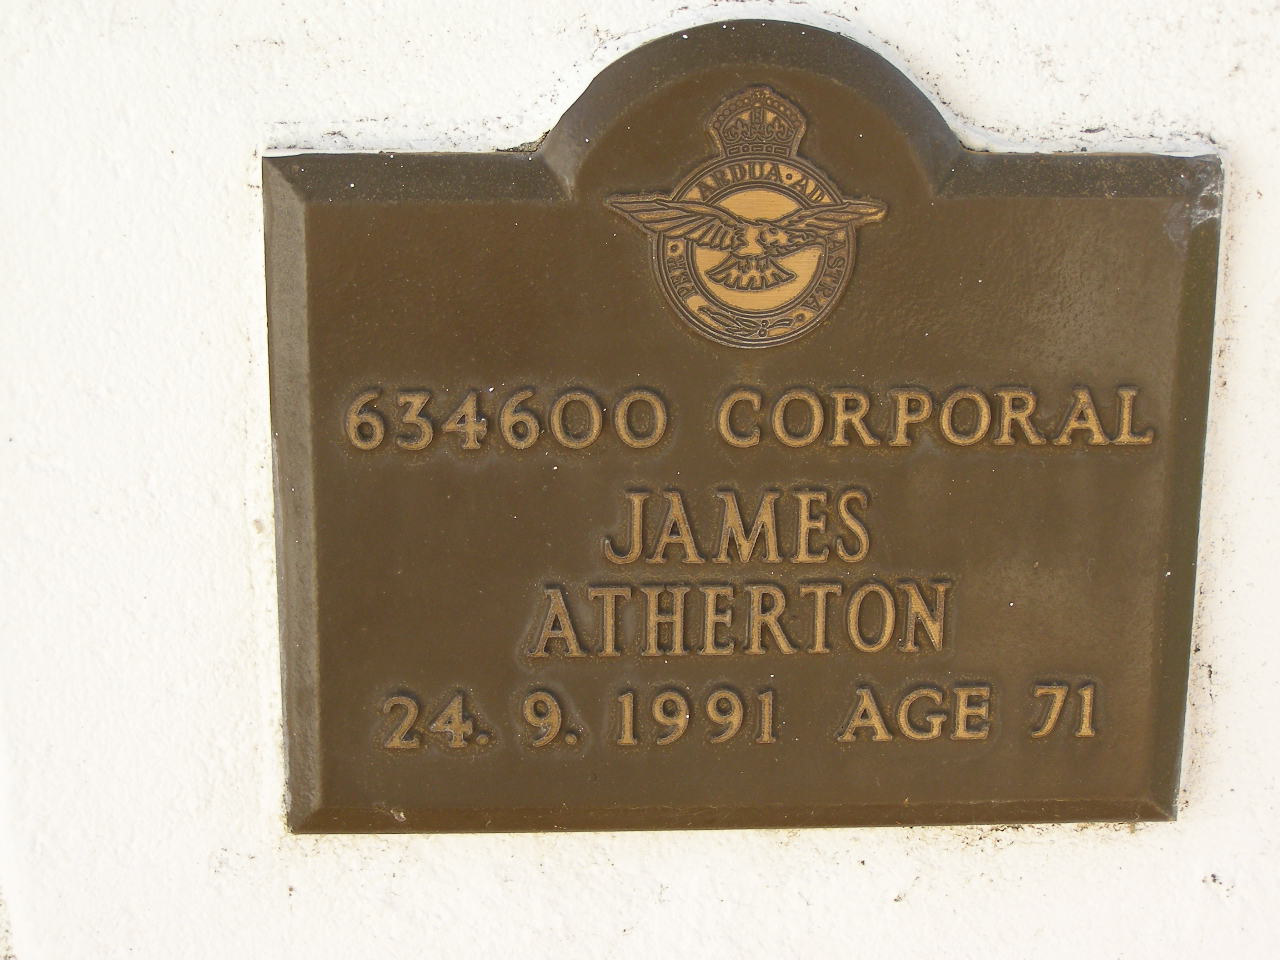 PER · ARDUA · AD · ASTRA
634600 CORPORAL
JAMES
ATHERTON
24. 9. 1991 AGE 71